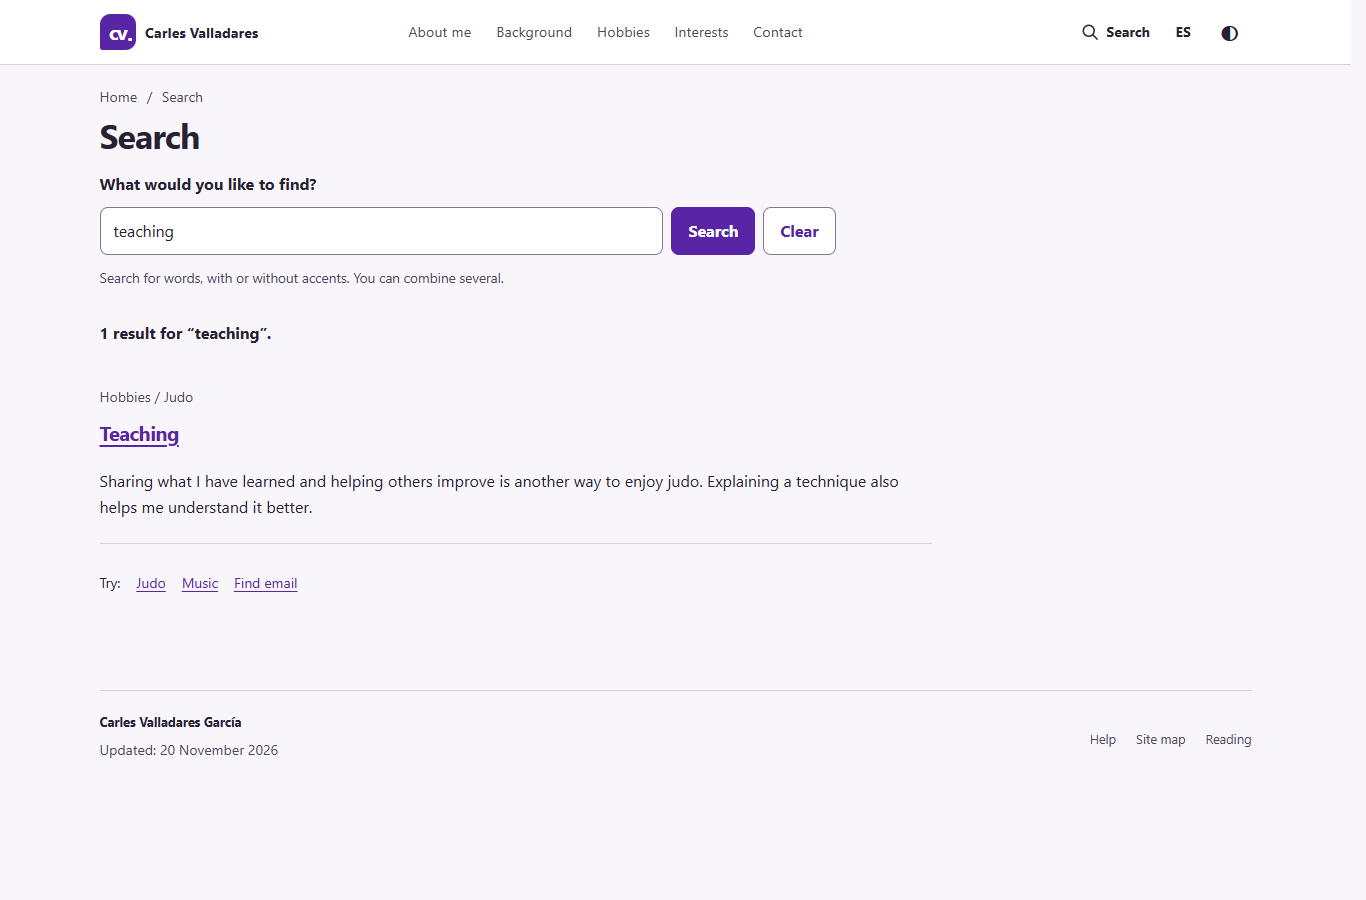 cv. Carles Valladares About me Background Hobbies Interests Contact Search ES
Home / Search
Search
What would you like to find?
teaching Search Clear
Search for words, with or without accents. You can combine several.
1 result for “teaching”.
Hobbies / Judo
Teaching
Sharing what I have learned and helping others improve is another way to enjoy judo. Explaining a technique also
helps me understand it better.
Try: Judo Music Find email
Carles Valladares García
Updated: 20 November 2026
Help Site map Reading